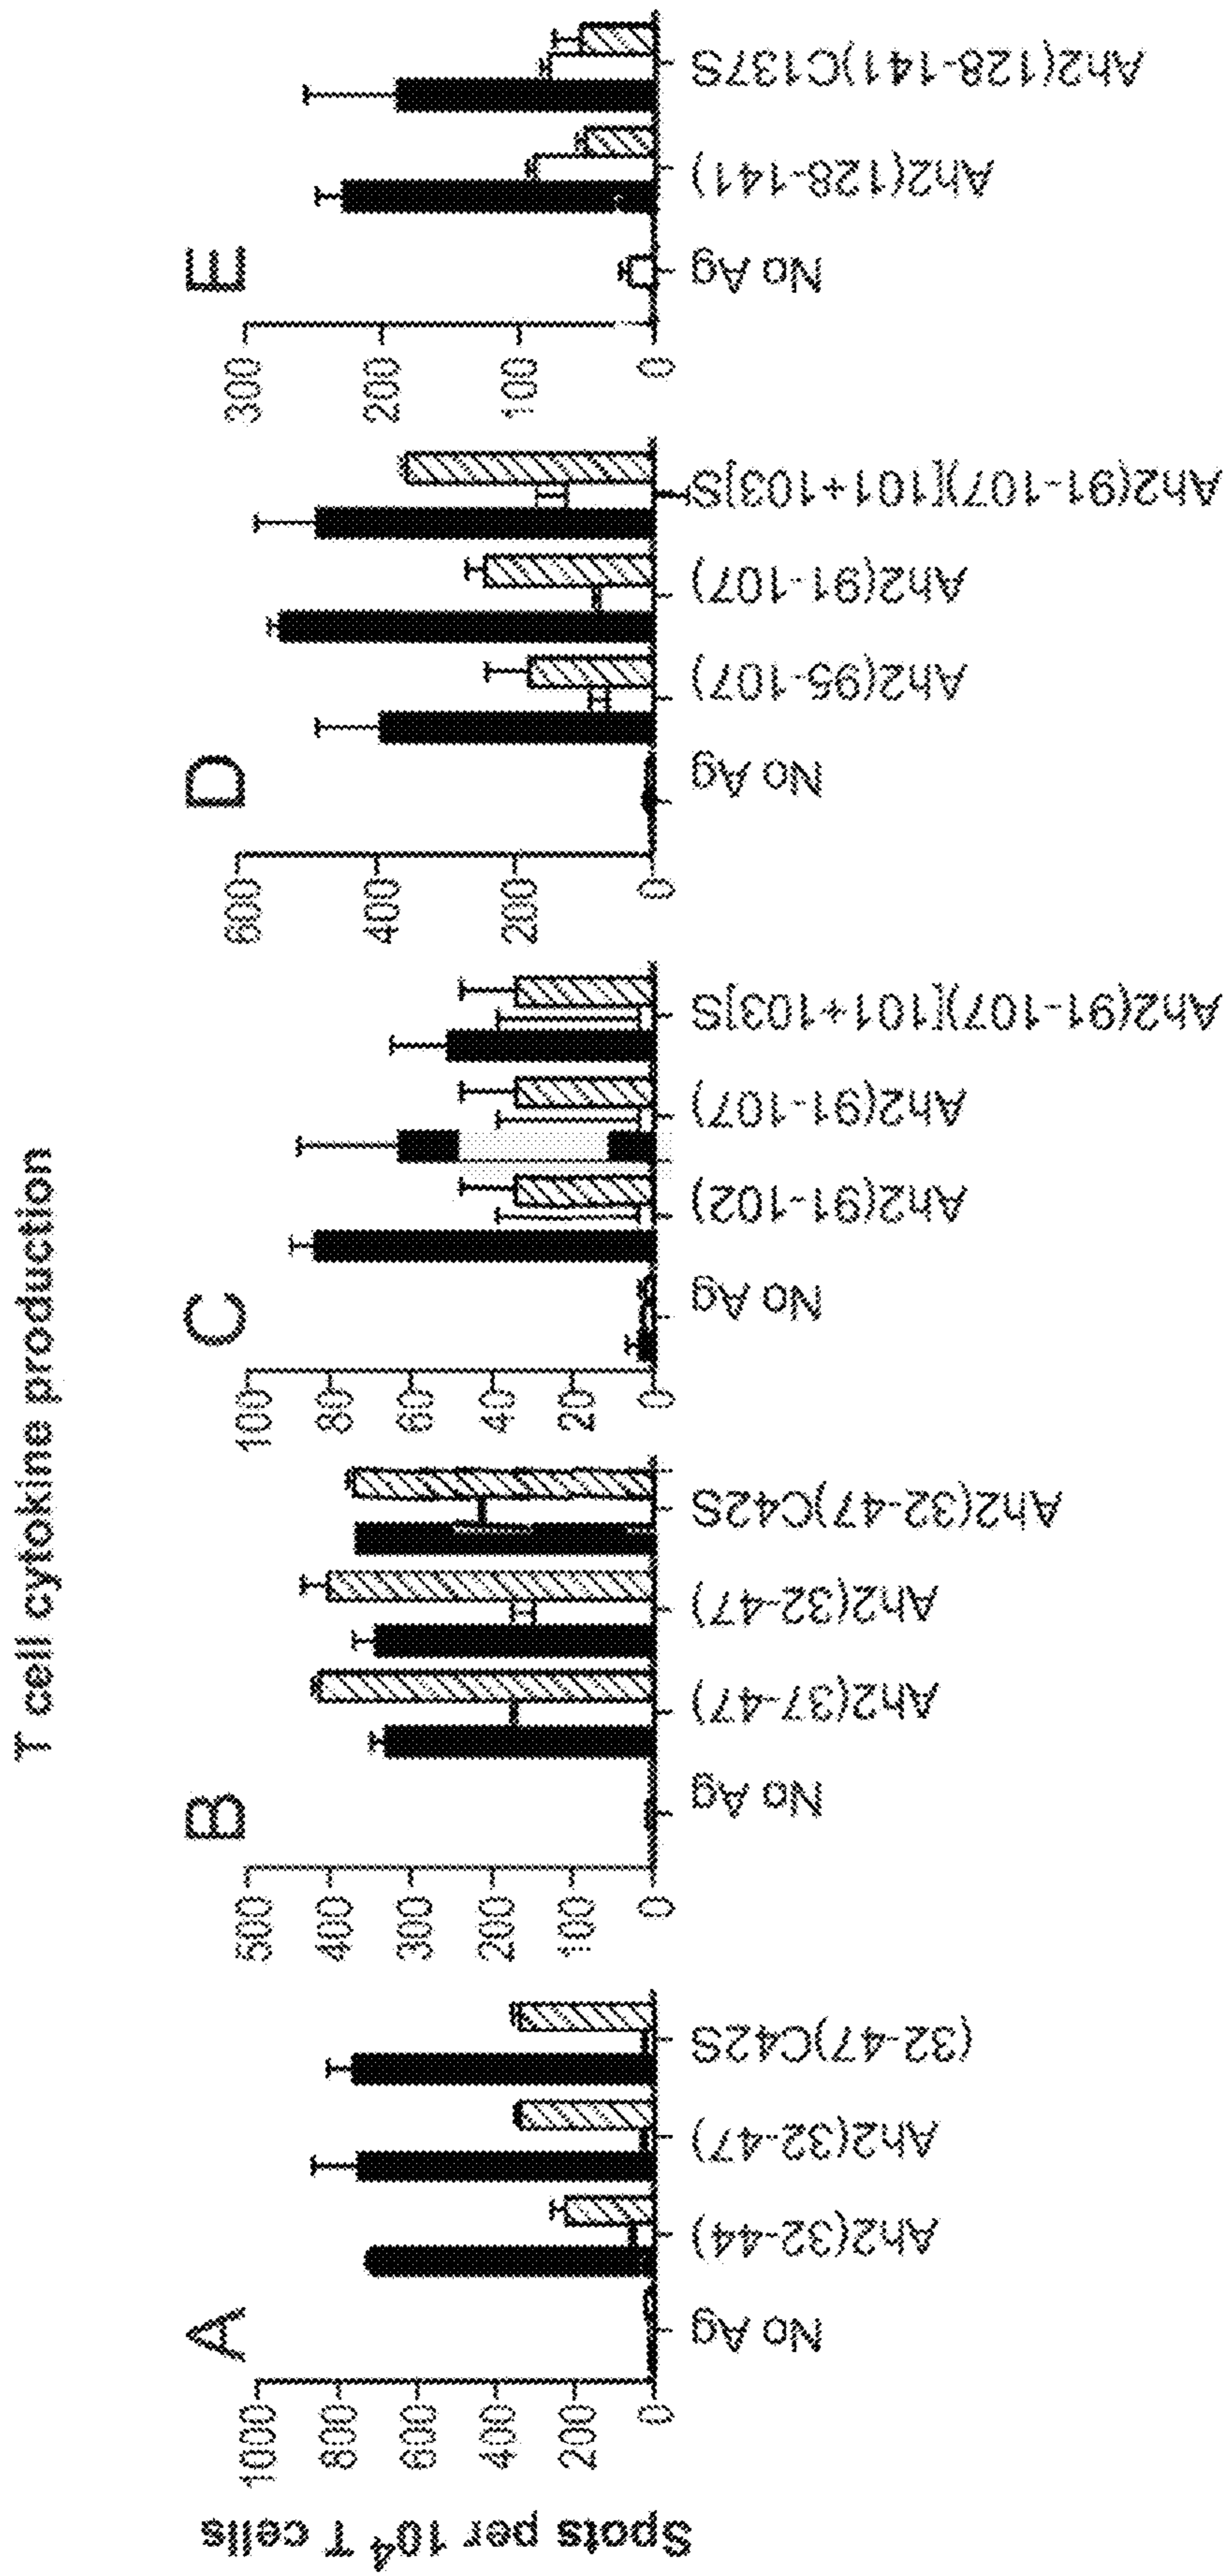 T cell cytokine production
Spots per 10⁴ T cells
A
1000
800
600
400
200
0
No Ag
Ah2(32-44)
Ah2(32-47)
(32-47)C42S
B
500
400
300
200
100
0
No Ag
Ah2(37-47)
Ah2(32-47)
Ah2(32-47)C42S
C
100
80
60
40
20
0
No Ag
Ah2(91-102)
Ah2(91-107)
Ah2(91-107)[101+103]S
D
600
400
200
0
No Ag
Ah2(95-107)
Ah2(91-107)
Ah2(91-107)[101+103]S
E
300
200
100
0
No Ag
Ah2(128-141)
Ah2(128-141)C137S